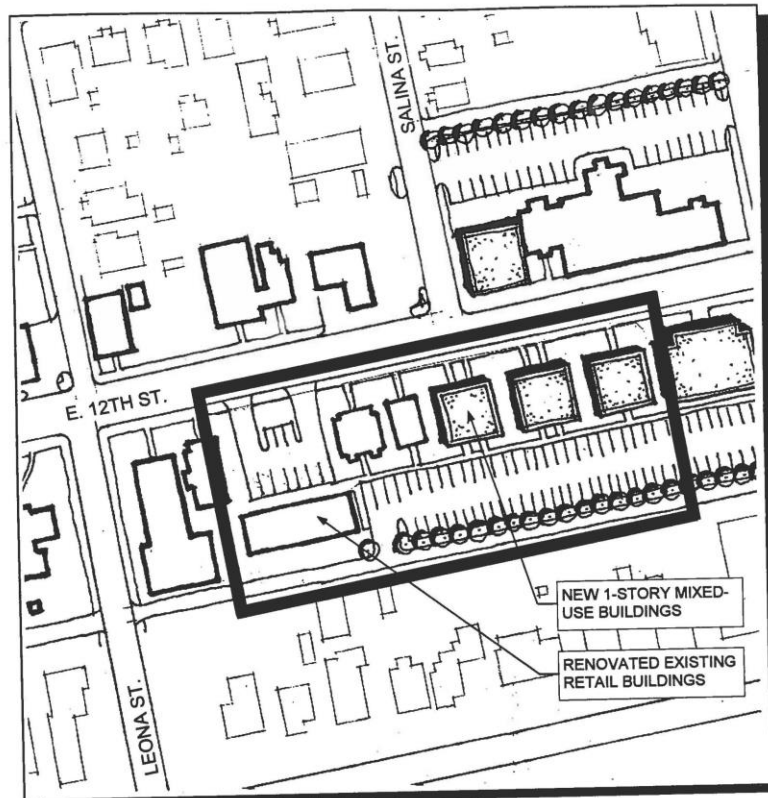 SALINA ST.
E. 12TH ST.
NEW 1-STORY MIXED-
USE BUILDINGS
RENOVATED EXISTING
RETAIL BUILDINGS
LEONA ST.